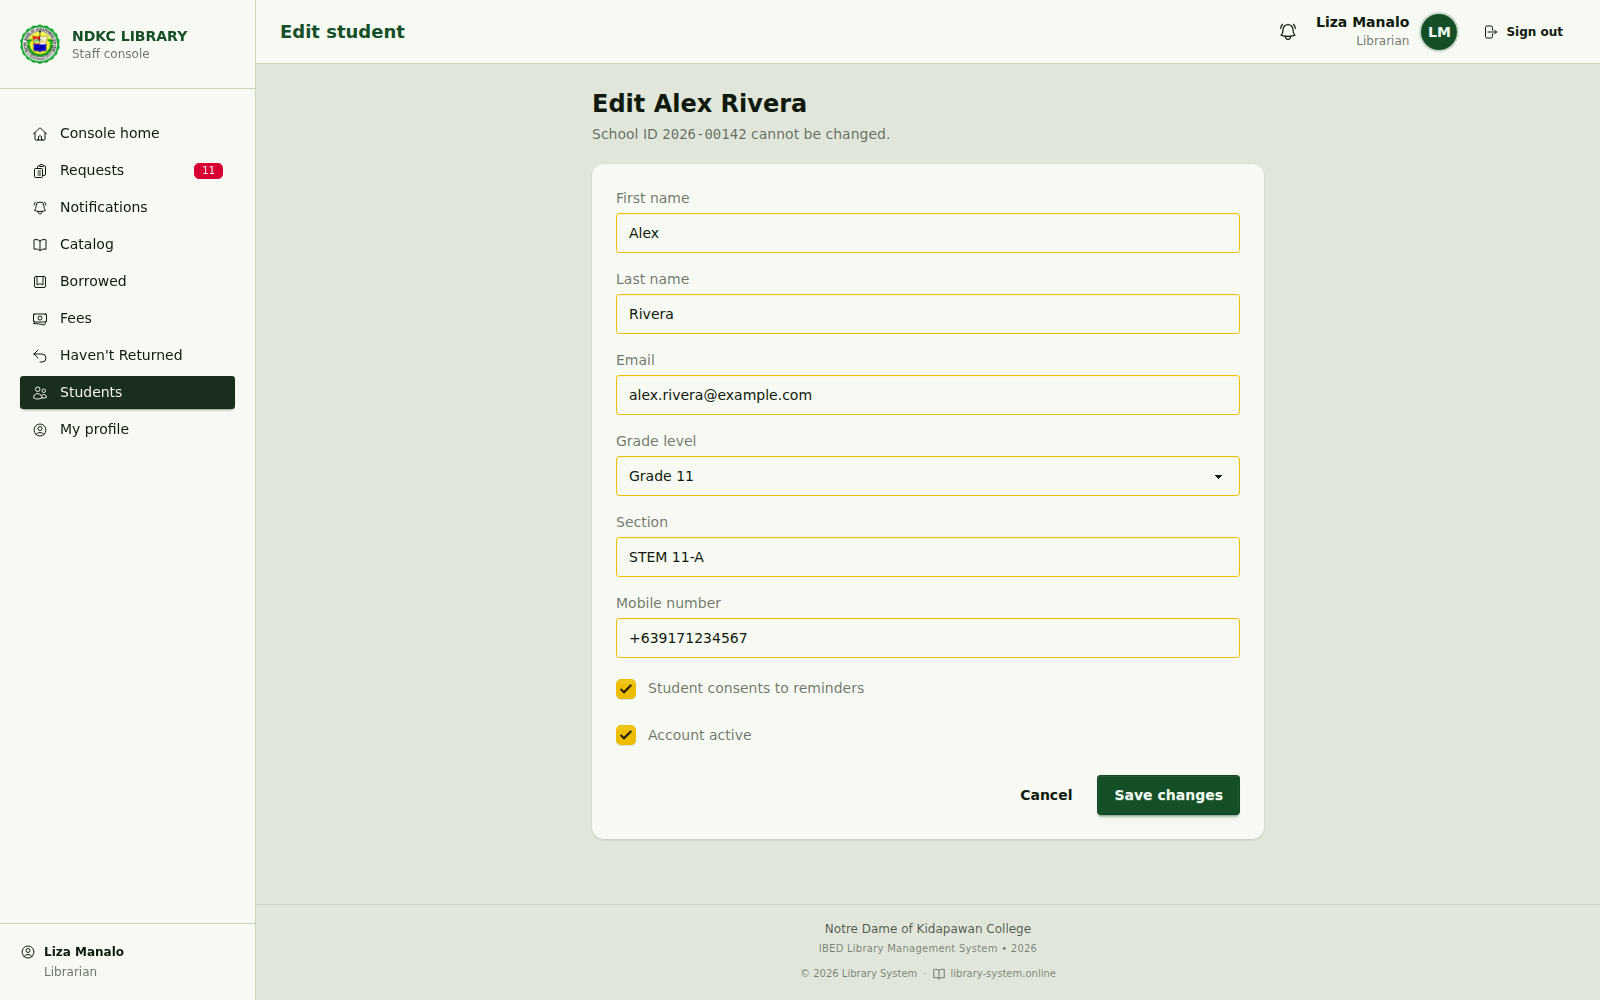 NDKC LIBRARY
Staff console
Console home
Requests 11
Notifications
Catalog
Borrowed
Fees
Haven't Returned
Students
My profile
Liza Manalo
Librarian
Edit student
Liza Manalo
Librarian
LM
Sign out
Edit Alex Rivera
School ID 2026-00142 cannot be changed.
First name
Alex
Last name
Rivera
Email
alex.rivera@example.com
Grade level
Grade 11
Section
STEM 11-A
Mobile number
+639171234567
Student consents to reminders
Account active
Cancel
Save changes
Notre Dame of Kidapawan College
IBED Library Management System • 2026
© 2026 Library System · library-system.online